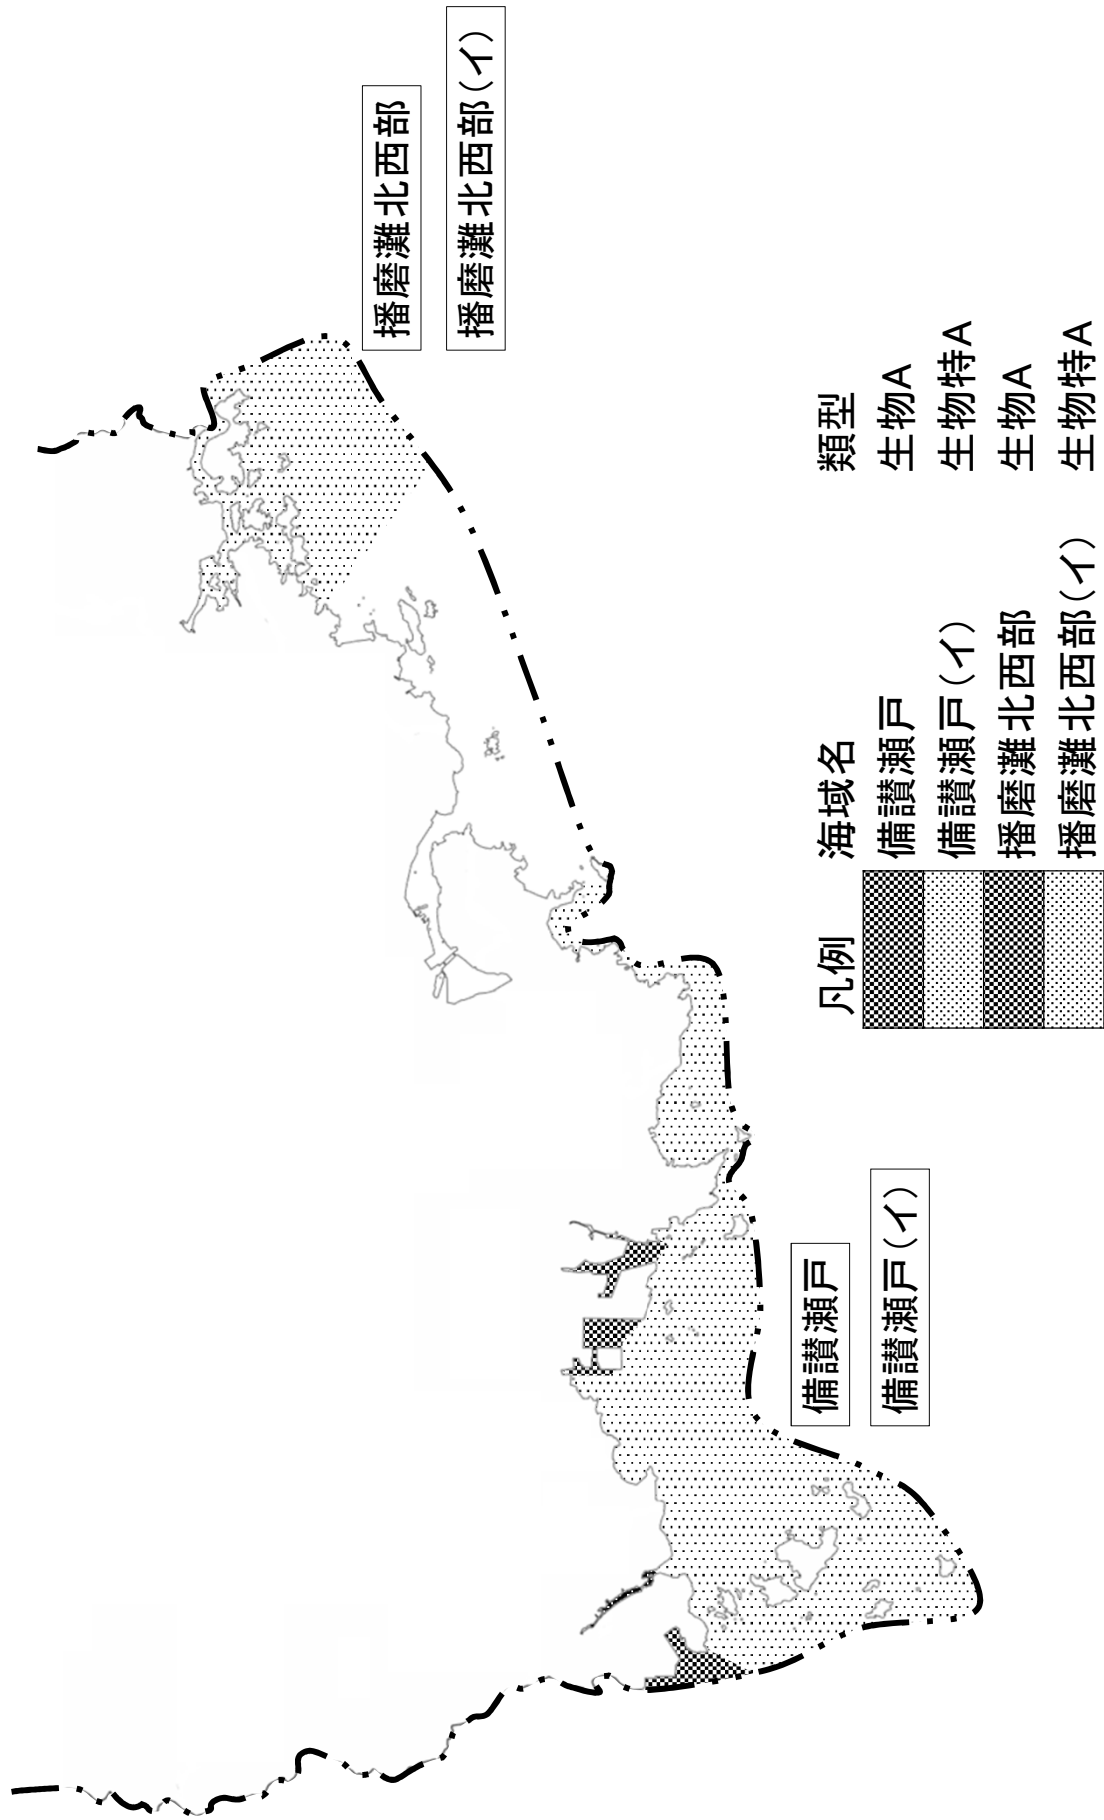 播磨灘北西部
播磨灘北西部(イ)
備讃瀬戸
備讃瀬戸(イ)
凡例 海域名 類型
備讃瀬戸 生物A
備讃瀬戸(イ) 生物特A
播磨灘北西部 生物A
播磨灘北西部(イ) 生物特A